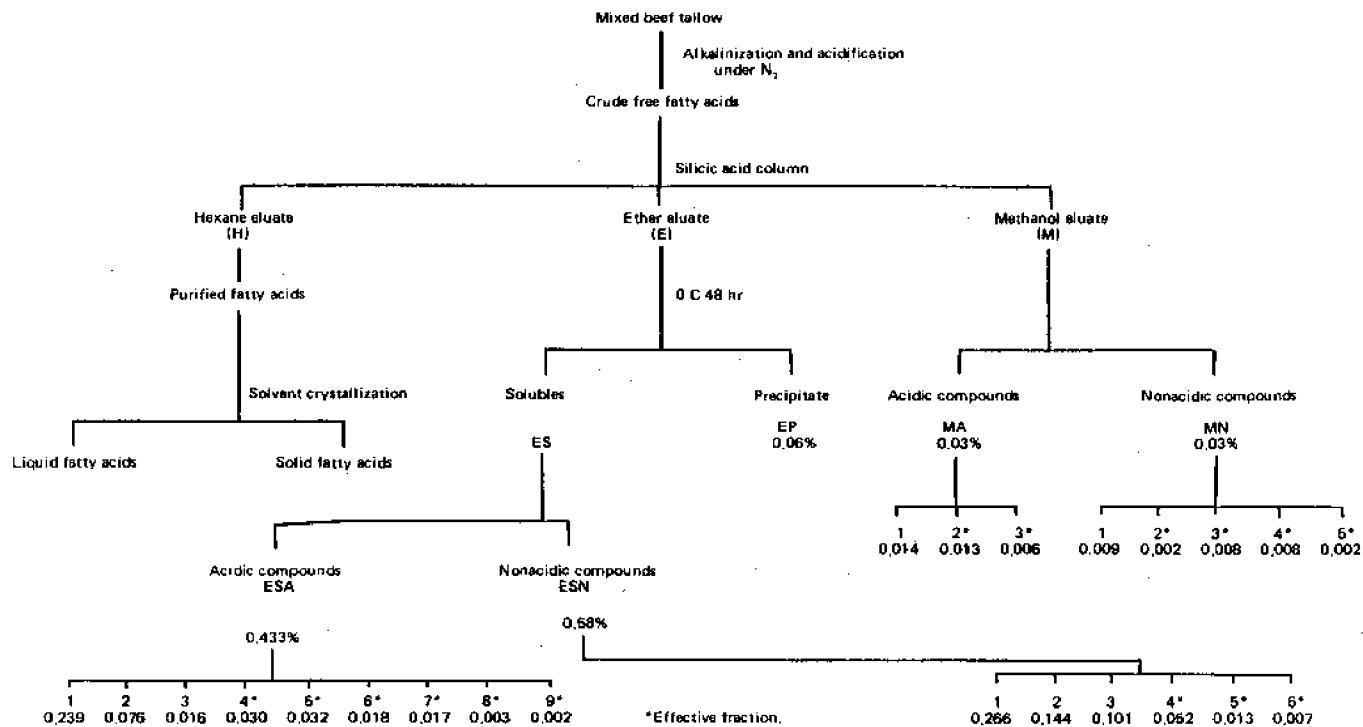 Mixed beef tallow
Alkalinization and acidification
under N₂
Crude free fatty acids
Silicic acid column
Hexane eluate
(H)
Ether eluate
(E)
Methanol eluate
(M)
Purified fatty acids
0 C 48 hr
Solvent crystallization
Solubles
Precipitate
Acidic compounds
Nonacidic compounds
ES
EP
0,06%
MA
0,03%
MN
0,03%
Liquid fatty acids
Solid fatty acids
1 2* 3*
0,014 0,013 0,006
1 2* 3* 4* 5*
0,009 0,002 0,008 0,008 0,002
Acidic compounds
ESA
Nonacidic compounds
ESN
0,433%
0,68%
1 2 3 4* 5* 6* 7* 8* 9*
0,239 0,076 0,016 0,030 0,032 0,018 0,017 0,003 0,002
*Effective fraction.
1 2 3 4* 5* 6*
0,266 0,144 0,101 0,052 0,013 0,007